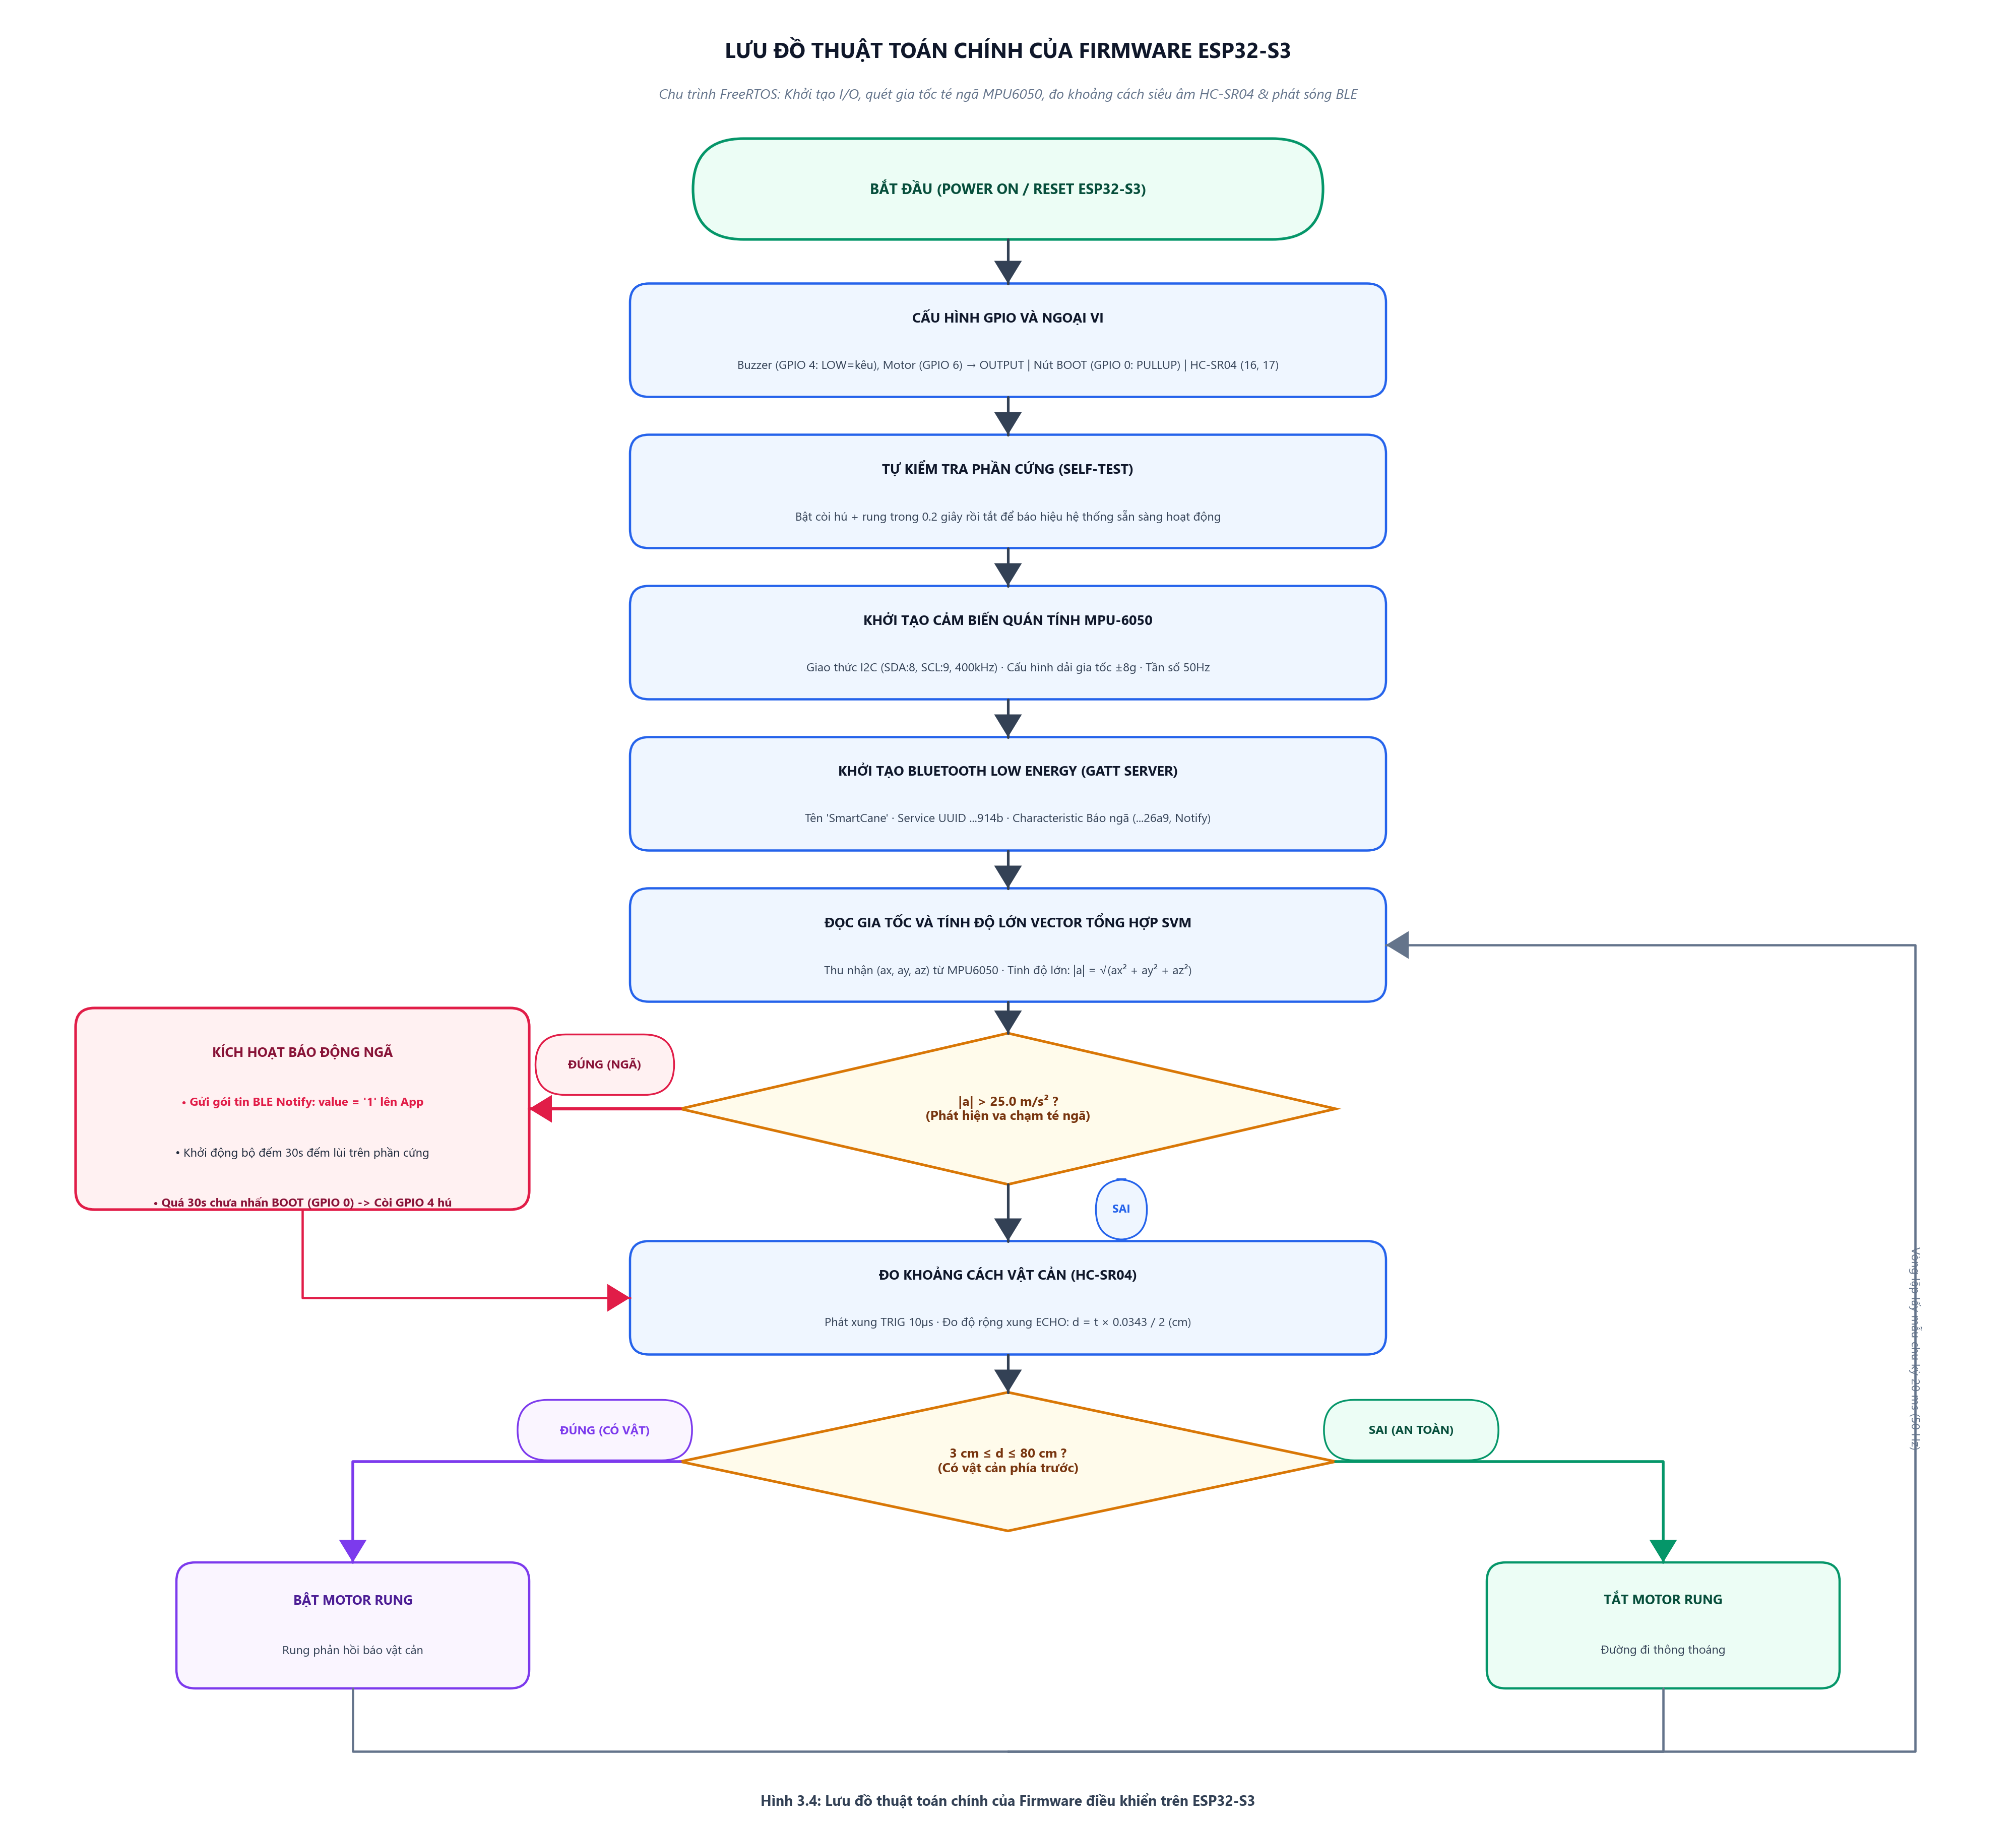 LƯU ĐỒ THUẬT TOÁN CHÍNH CỦA FIRMWARE ESP32-S3
Chu trình FreeRTOS: Khởi tạo I/O, quét gia tốc té ngã MPU6050, đo khoảng cách siêu âm HC-SR04 & phát sóng BLE
BẮT ĐẦU (POWER ON / RESET ESP32-S3)
CẤU HÌNH GPIO VÀ NGOẠI VI
Buzzer (GPIO 4: LOW=kêu), Motor (GPIO 6) → OUTPUT | Nút BOOT (GPIO 0: PULLUP) | HC-SR04 (16, 17)
TỰ KIỂM TRA PHẦN CỨNG (SELF-TEST)
Bật còi hú + rung trong 0.2 giây rồi tắt để báo hiệu hệ thống sẵn sàng hoạt động
KHỞI TẠO CẢM BIẾN QUÁN TÍNH MPU-6050
Giao thức I2C (SDA:8, SCL:9, 400kHz) · Cấu hình dải gia tốc ±8g · Tần số 50Hz
KHỞI TẠO BLUETOOTH LOW ENERGY (GATT SERVER)
Tên 'SmartCane' · Service UUID ...914b · Characteristic Báo ngã (...26a9, Notify)
ĐỌC GIA TỐC VÀ TÍNH ĐỘ LỚN VECTOR TỔNG HỢP SVM
Thu nhận (ax, ay, az) từ MPU6050 · Tính độ lớn: |a| = √(ax² + ay² + az²)
KÍCH HOẠT BÁO ĐỘNG NGÃ
• Gửi gói tin BLE Notify: value = '1' lên App
• Khởi động bộ đếm 30s đếm lùi trên phần cứng
• Quá 30s chưa nhấn BOOT (GPIO 0) -> Còi GPIO 4 hú
ĐÚNG (NGÃ)
|a| > 25.0 m/s² ?
(Phát hiện va chạm té ngã)
SAI
ĐO KHOẢNG CÁCH VẬT CẢN (HC-SR04)
Phát xung TRIG 10µs · Đo độ rộng xung ECHO: d = t × 0.0343 / 2 (cm)
Vòng lặp lấy mẫu chu kỳ 20 ms (50 Hz)
ĐÚNG (CÓ VẬT)
3 cm ≤ d ≤ 80 cm ?
(Có vật cản phía trước)
SAI (AN TOÀN)
BẬT MOTOR RUNG
Rung phản hồi báo vật cản
TẮT MOTOR RUNG
Đường đi thông thoáng
Hình 3.4: Lưu đồ thuật toán chính của Firmware điều khiển trên ESP32-S3